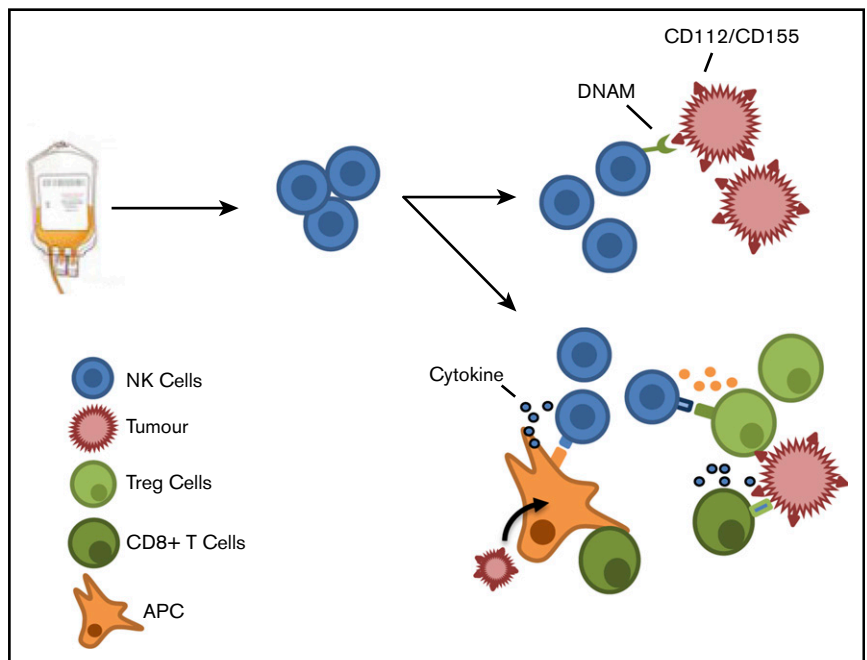 CD112/CD155
DNAM
Cytokine
NK Cells
Tumour
Treg Cells
CD8+ T Cells
APC